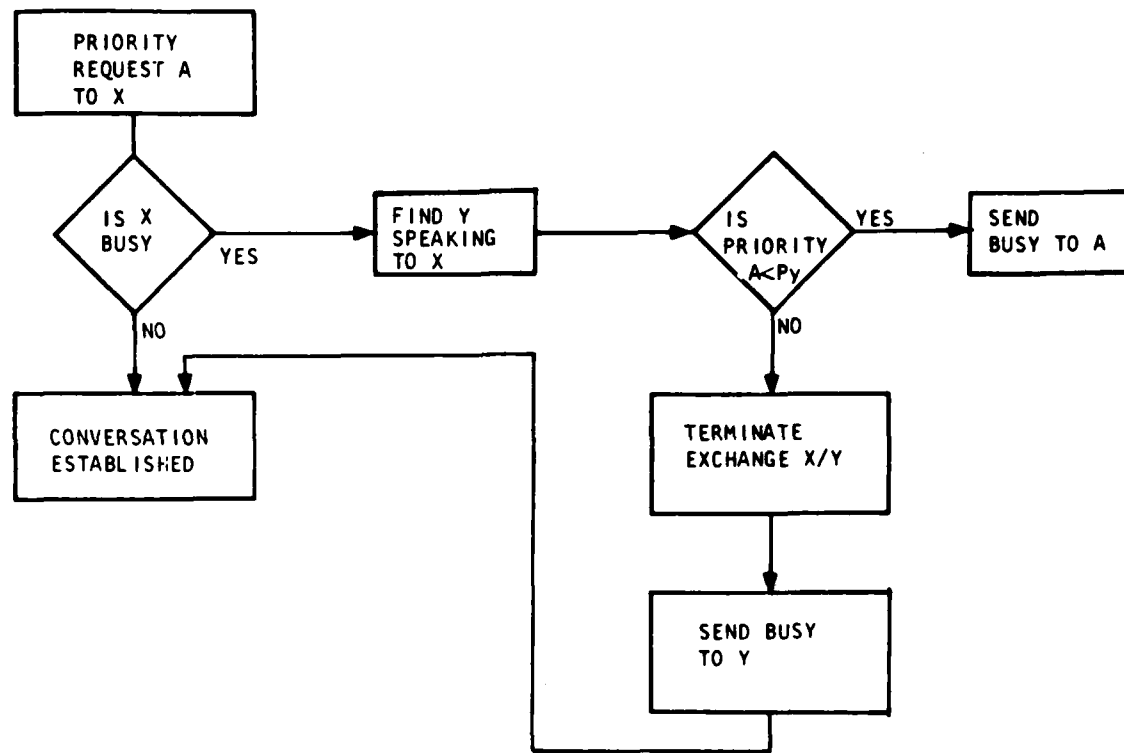 PRIORITY
REQUEST A
TO X
IS X
BUSY
YES
NO
FIND Y
SPEAKING
TO X
IS
PRIORITY
A<Py
YES
NO
SEND
BUSY TO A
CONVERSATION
ESTABLISHED
TERMINATE
EXCHANGE X/Y
SEND BUSY
TO Y